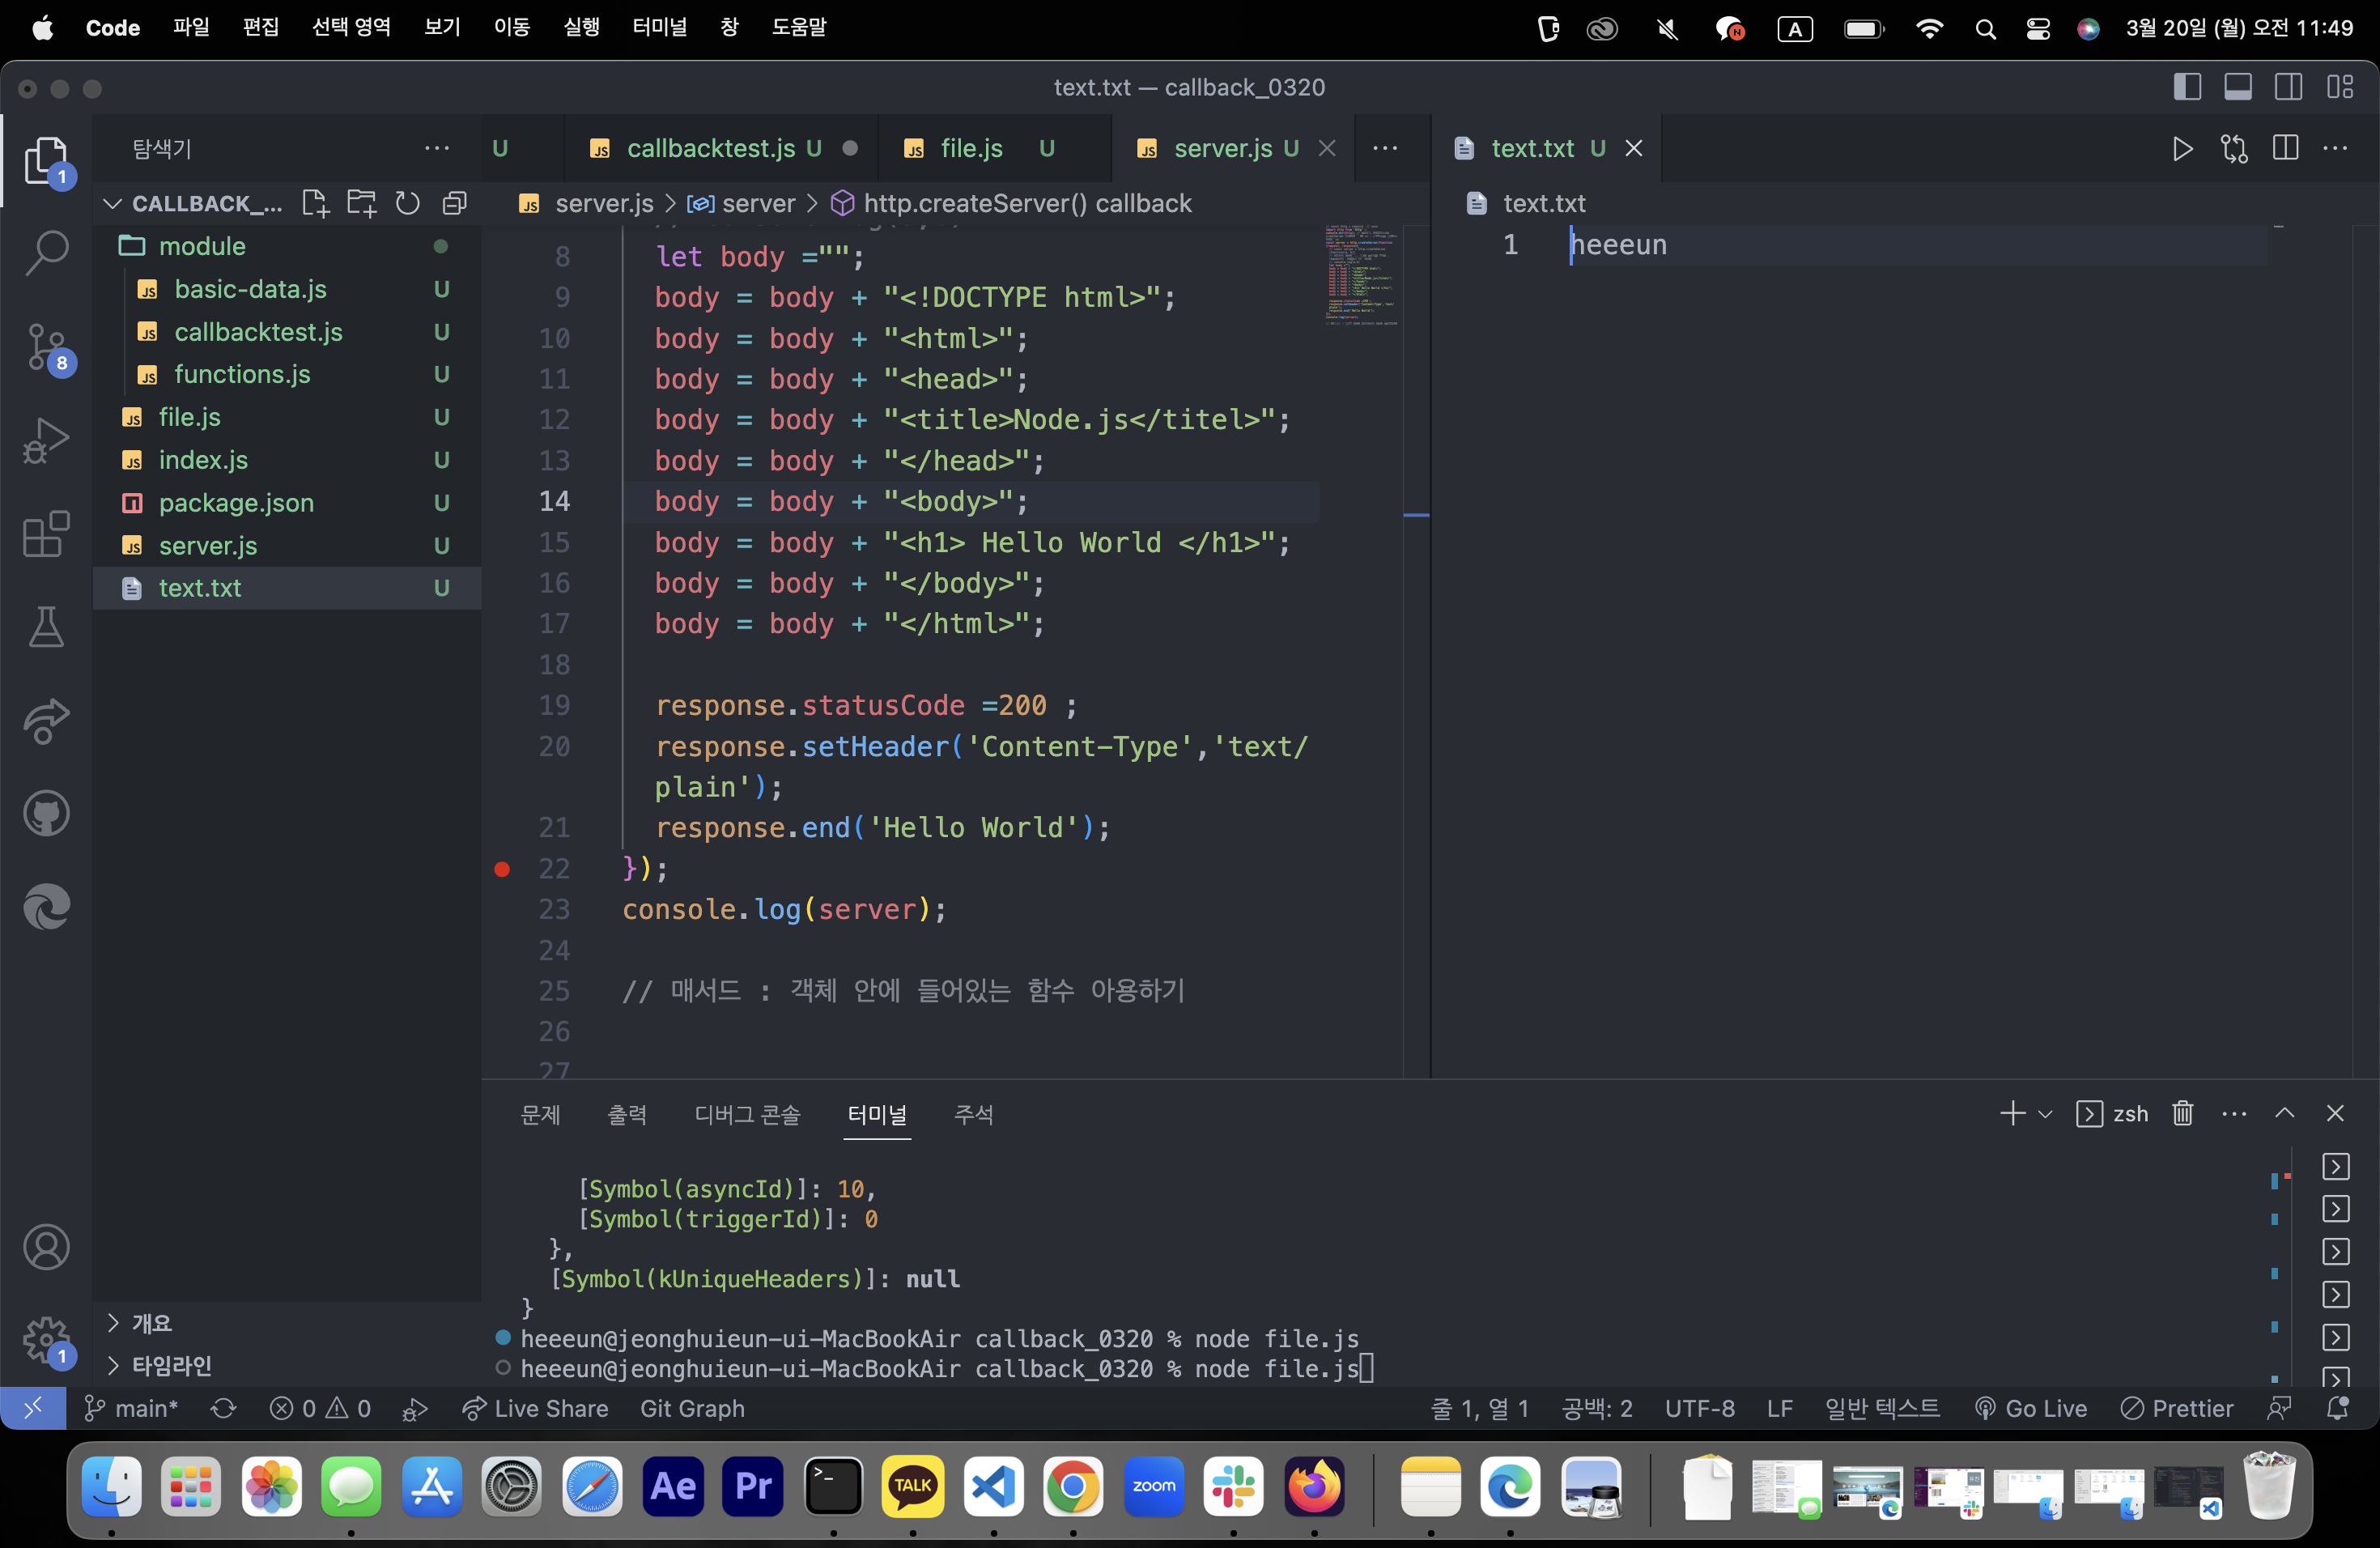 Code 파일 편집 선택 영역 보기 이동 실행 터미널 창 도움말 A 3월 20일 (월) 오전 11:49
text.txt — callback_0320
탐색기
U callbacktest.js U file.js U server.js U
text.txt U
1
CALLBACK_...
server.js > server > http.createServer() callback
text.txt
module
basic-data.js U
callbacktest.js U
functions.js U
file.js U
index.js U
package.json U
server.js U
text.txt U
8
8 let body ="";
9 body = body + "<!DOCTYPE html>";
10 body = body + "<html>";
11 body = body + "<head>";
12 body = body + "<title>Node.js</titel>";
13 body = body + "</head>";
14 body = body + "<body>";
15 body = body + "<h1> Hello World </h1>";
16 body = body + "</body>";
17 body = body + "</html>";
18
19 response.statusCode =200 ;
20 response.setHeader('Content-Type','text/
plain');
21 response.end('Hello World');
22 });
23 console.log(server);
24
25 // 매서드 : 객체 안에 들어있는 함수 아용하기
26
27
1 heeeun
문제 출력 디버그 콘솔 터미널 주석
zsh
[Symbol(asyncId)]: 10,
[Symbol(triggerId)]: 0
},
[Symbol(kUniqueHeaders)]: null
}
heeeun@jeonghuieun-ui-MacBookAir callback_0320 % node file.js
heeeun@jeonghuieun-ui-MacBookAir callback_0320 % node file.js
개요
타임라인
1
main* 0 0 Live Share Git Graph 줄 1, 열 1 공백: 2 UTF-8 LF 일반 텍스트 Go Live Prettier
Ae Pr TALK zoom